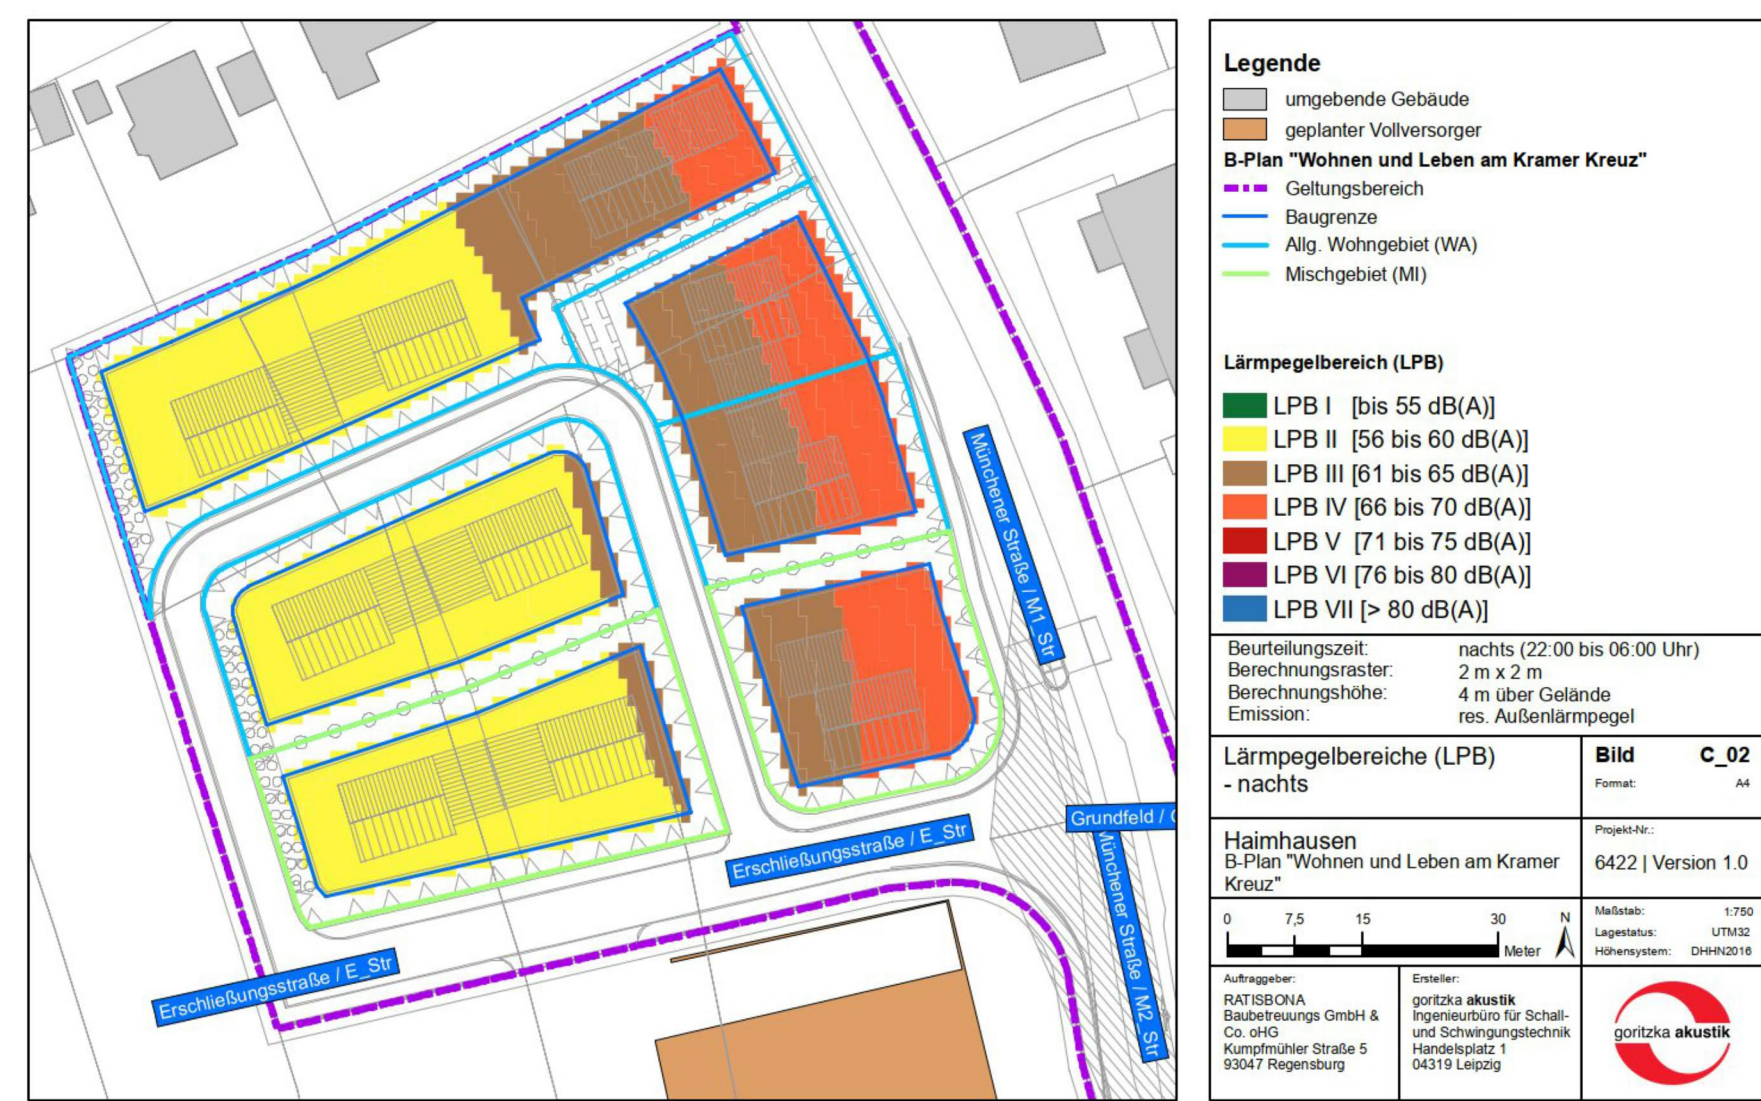 Münchener Straße / M1_Str
Grundfeld /
Erschließungsstraße / E_Str
Münchener Straße / M2_Str
Erschließungsstraße / E_Str
Legende
umgebende Gebäude
geplanter Vollversorger
B-Plan "Wohnen und Leben am Kramer Kreuz"
Geltungsbereich
Baugrenze
Allg. Wohngebiet (WA)
Mischgebiet (MI)
Lärmpegelbereich (LPB)
LPB I [bis 55 dB(A)]
LPB II [56 bis 60 dB(A)]
LPB III [61 bis 65 dB(A)]
LPB IV [66 bis 70 dB(A)]
LPB V [71 bis 75 dB(A)]
LPB VI [76 bis 80 dB(A)]
LPB VII [> 80 dB(A)]
Beurteilungszeit: nachts (22:00 bis 06:00 Uhr)
Berechnungsraster: 2 m x 2 m
Berechnungshöhe: 4 m über Gelände
Emission: res. Außenlärmpegel
Lärmpegelbereiche (LPB)
- nachts
Bild C_02
Format: A4
Haimhausen
B-Plan "Wohnen und Leben am Kramer
Kreuz"
Projekt-Nr.:
6422 | Version 1.0
0 7,5 15 30
Meter
N
Maßstab: 1:750
Lagestatus: UTM32
Höhensystem: DHHN2016
Auftraggeber:
RATISBONA
Baubetreuungs GmbH &
Co. oHG
Kumpfmühler Straße 5
93047 Regensburg
Ersteller:
goritzka akustik
Ingenieurbüro für Schall-
und Schwingungstechnik
Handelsplatz 1
04319 Leipzig
goritzka akustik